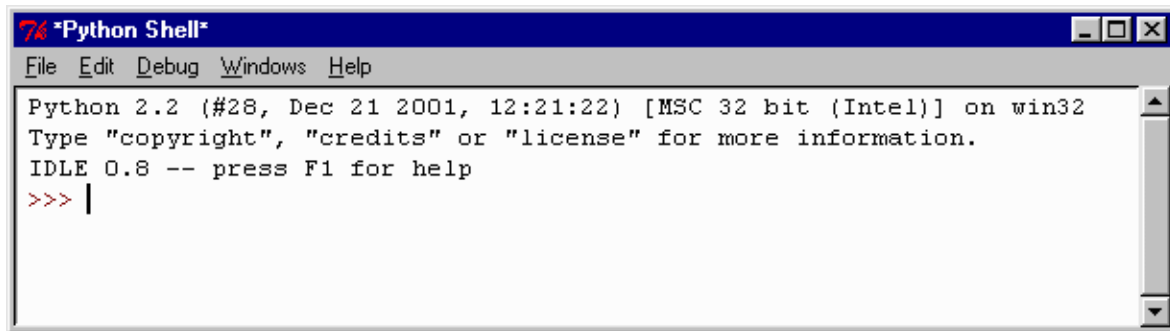 *Python Shell*
File Edit Debug Windows Help
Python 2.2 (#28, Dec 21 2001, 12:21:22) [MSC 32 bit (Intel)] on win32
Type "copyright", "credits" or "license" for more information.
IDLE 0.8 -- press F1 for help
>>>